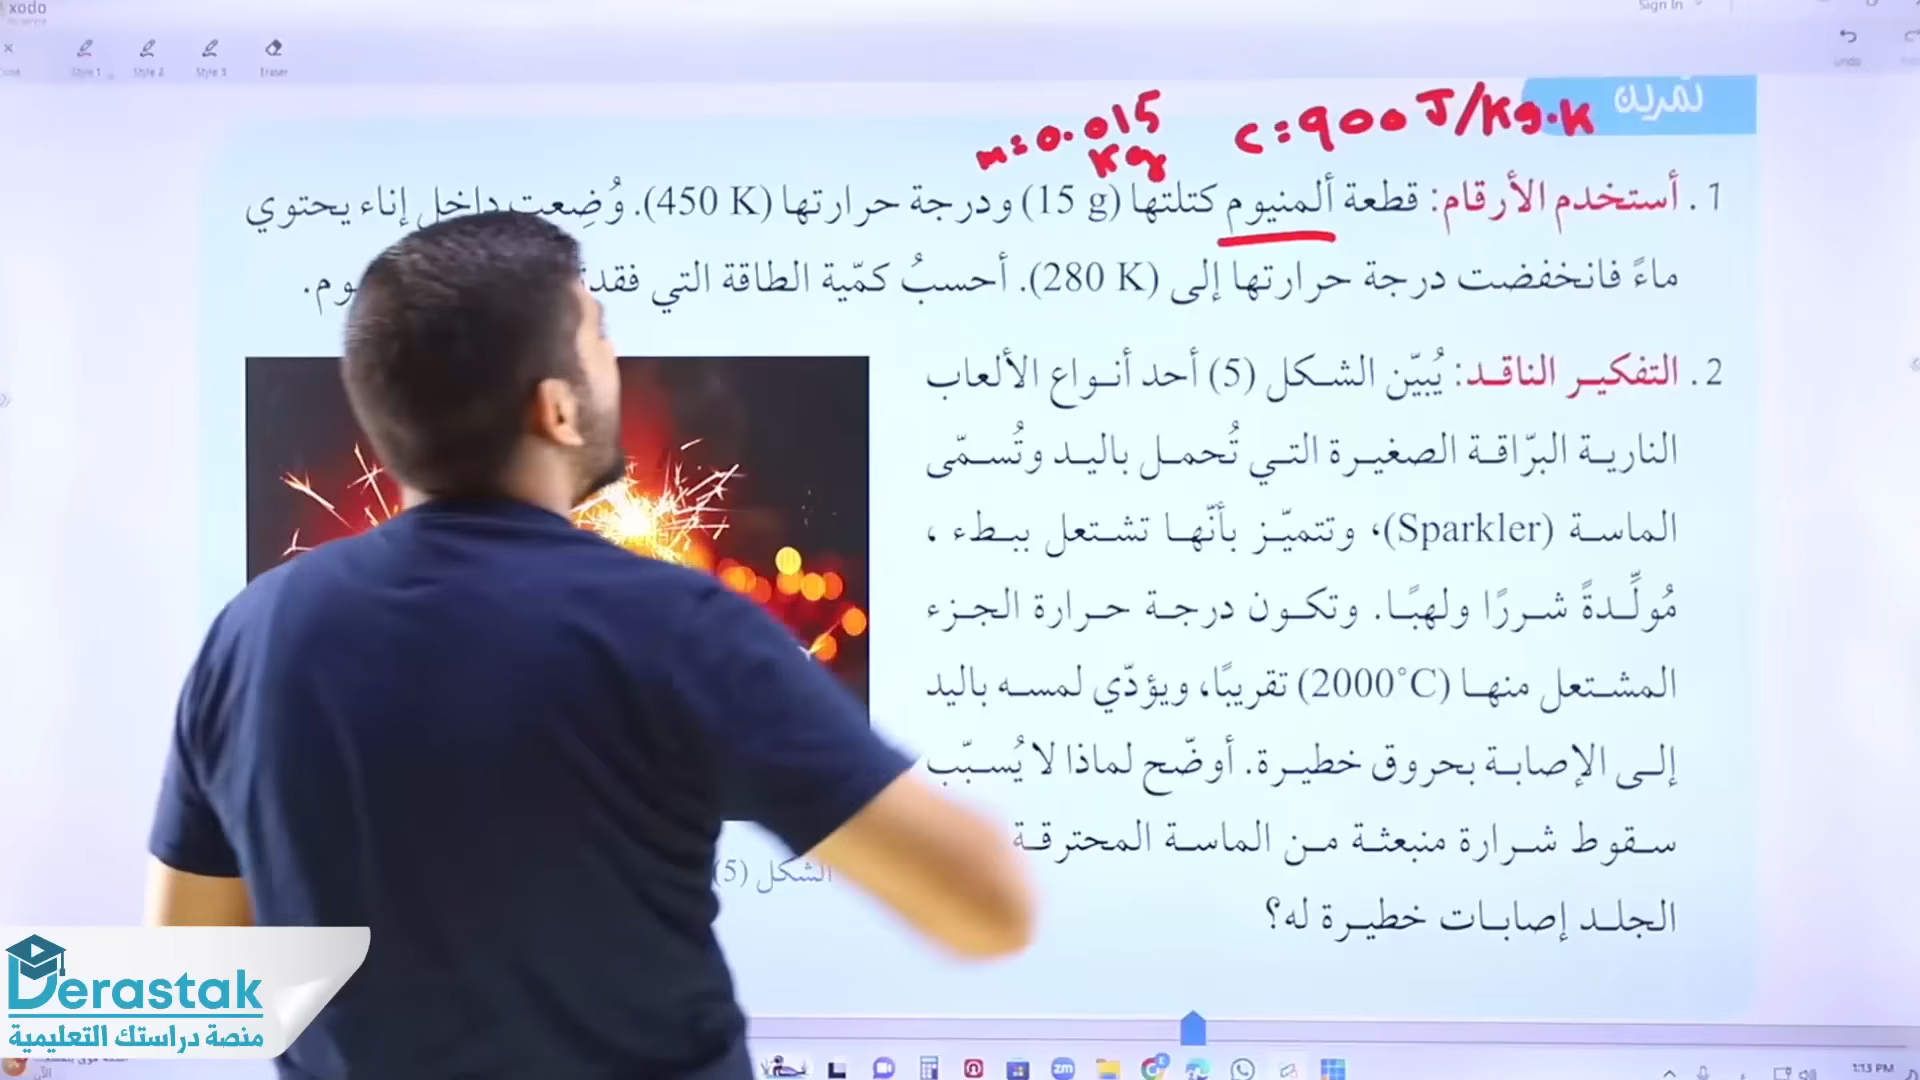 xodo
Sign In
Style 1
Style 2
Style 3
Eraser
Undo
تمرين
m=0.015 Kg
C=900 J/Kg.K
1. أستخدم الأرقام: قطعة ألمنيوم كتلتها (15 g) ودرجة حرارتها (450 K). وُضِعت داخل إناء يحتوي
ماءً فانخفضت درجة حرارتها إلى (280 K). أحسبُ كمّية الطاقة التي
2. التفكير الناقد: يُبيّن الشكل (5) أحد أنواع الألعاب
النارية البرّاقة الصغيرة التي تُحمل باليد وتُسمّى
الماسة (Sparkler)، وتتميّز بأنّها تشتعل ببطء ،
مُولِّدةً شررًا ولهبًا. وتكون درجة حرارة الجزء
المشتعل منها (2000°C) تقريبًا، ويؤدّي لمسه باليد
إلى الإصابة بحروق خطيرة. أوضّح لماذا لا يُسبّب
سقوط شرارة منبعثة من الماسة المحترقة
الجلد إصابات خطيرة له؟
الشكل (5)
Derastak
منصة دراستك التعليمية
1:13 PM